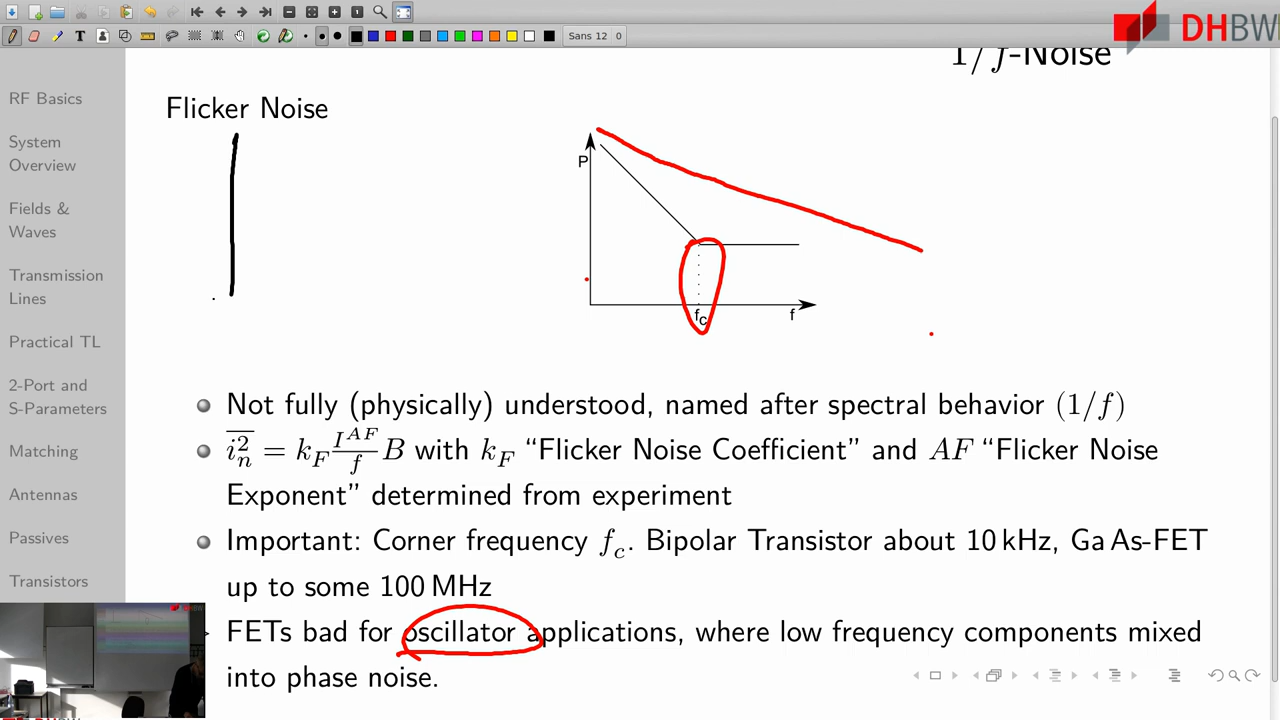 Sans 12 0
DHBW
1/f-Noise
RF Basics
System
Overview
Fields &
Waves
Transmission
Lines
Practical TL
2-Port and
S-Parameters
Matching
Antennas
Passives
Transistors
Flicker Noise
P
fc
f
Not fully (physically) understood, named after spectral behavior (1/f)
i_n^2 = k_F I^AF/f B with k_F “Flicker Noise Coefficient” and AF “Flicker Noise
Exponent” determined from experiment
Important: Corner frequency f_c. Bipolar Transistor about 10 kHz, GaAs-FET
up to some 100 MHz
FETs bad for oscillator applications, where low frequency components mixed
into phase noise.